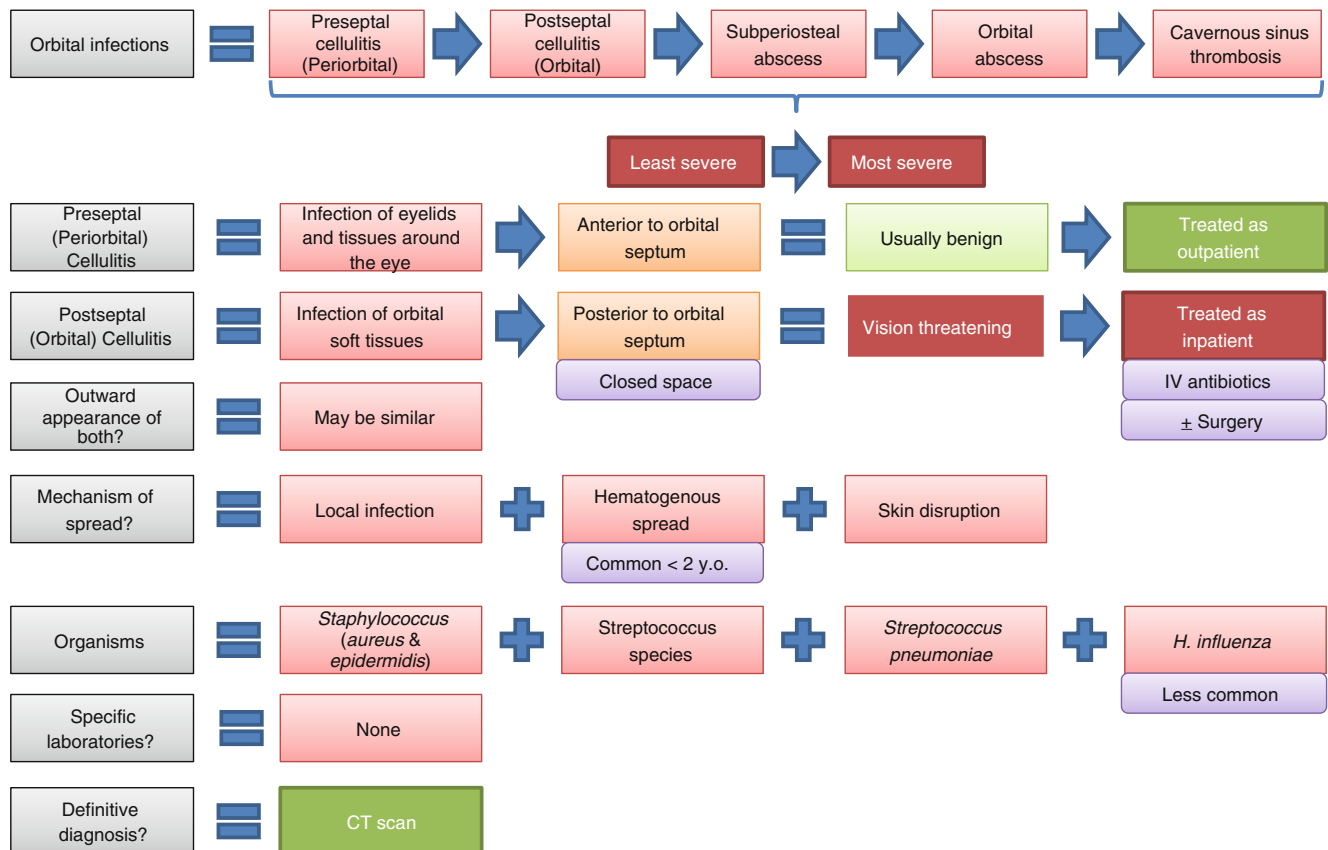 Orbital infections
Preseptal
cellulitis
(Periorbital)
Postseptal
cellulitis
(Orbital)
Subperiosteal
abscess
Orbital
abscess
Cavernous sinus
thrombosis
Least severe
Most severe
Preseptal
(Periorbital)
Cellulitis
Infection of eyelids
and tissues around
the eye
Anterior to orbital
septum
Usually benign
Treated as
outpatient
Postseptal
(Orbital) Cellulitis
Infection of orbital
soft tissues
Posterior to orbital
septum
Closed space
Vision threatening
Treated as
inpatient
IV antibiotics
± Surgery
Outward
appearance of
both?
May be similar
Mechanism of
spread?
Local infection
Hematogenous
spread
Common < 2 y.o.
Skin disruption
Organisms
Staphylococcus
(aureus &
epidermidis)
Streptococcus
species
Streptococcus
pneumoniae
H. influenza
Less common
Specific
laboratories?
None
Definitive
diagnosis?
CT scan